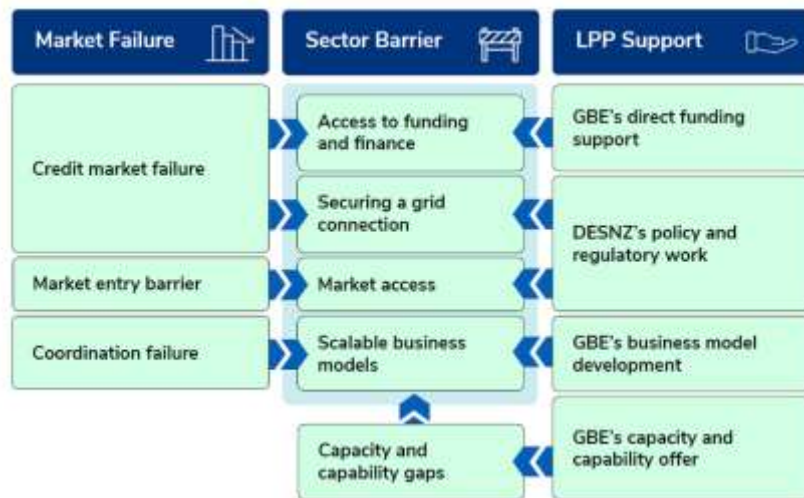 Market Failure
Sector Barrier
LPP Support
Credit market failure
Access to funding
and finance
GBE's direct funding
support
Securing a grid
connection
DESNZ's policy and
regulatory work
Market entry barrier
Market access
Coordination failure
Scalable business
models
GBE's business model
development
Capacity and
capability gaps
GBE's capacity and
capability offer